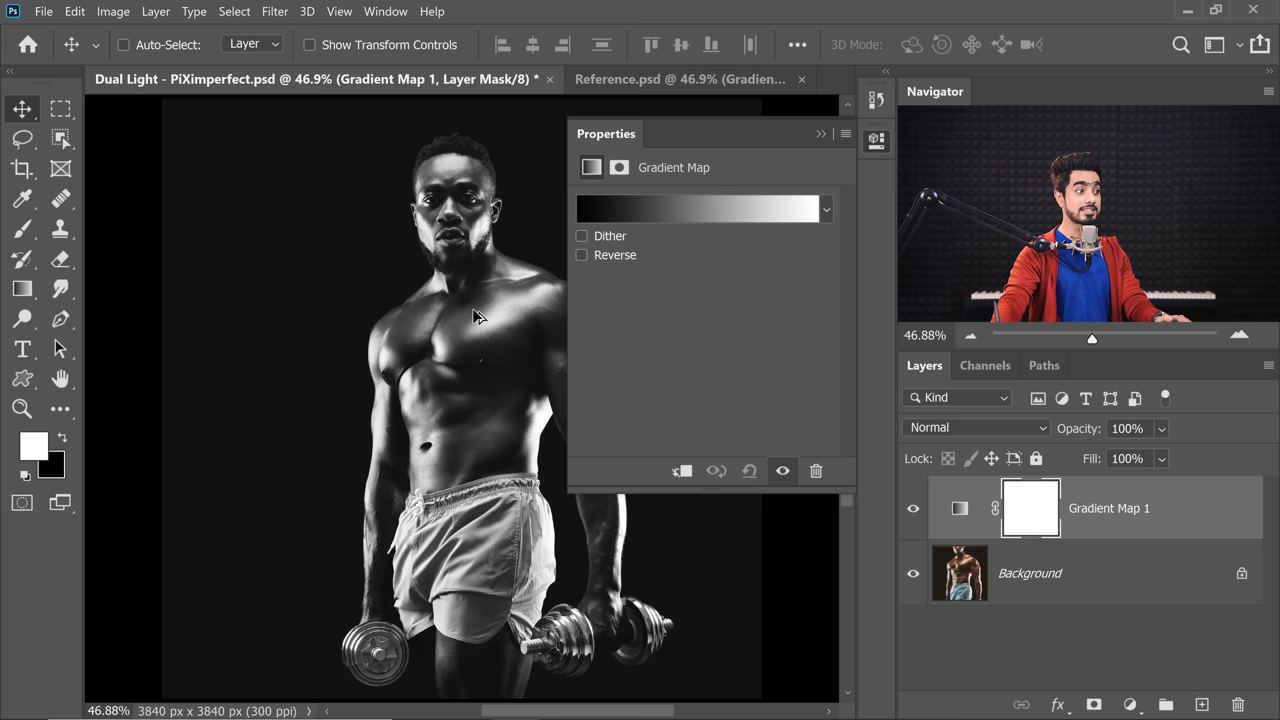 Ps File Edit Image Layer Type Select Filter 3D View Window Help
Auto-Select: Layer Show Transform Controls 3D Mode:
Dual Light - PiXimperfect.psd @ 46.9% (Gradient Map 1, Layer Mask/8) * Reference.psd @ 46.9% (Gradien...
Navigator
Properties
Gradient Map
Dither
Reverse
46.88%
Layers Channels Paths
Kind
Normal Opacity: 100%
Lock: Fill: 100%
Gradient Map 1
Background
fx
46.88% 3840 px x 3840 px (300 ppi)